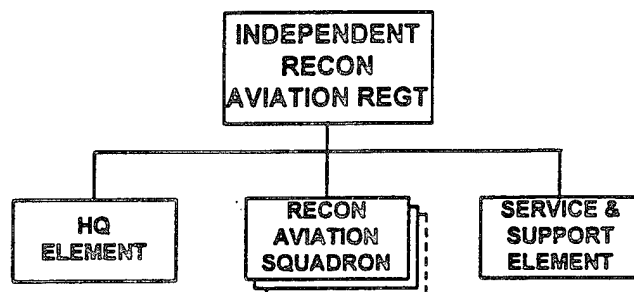 INDEPENDENT
RECON
AVIATION REGT
HQ
ELEMENT
RECON
AVIATION
SQUADRON
SERVICE &
SUPPORT
ELEMENT